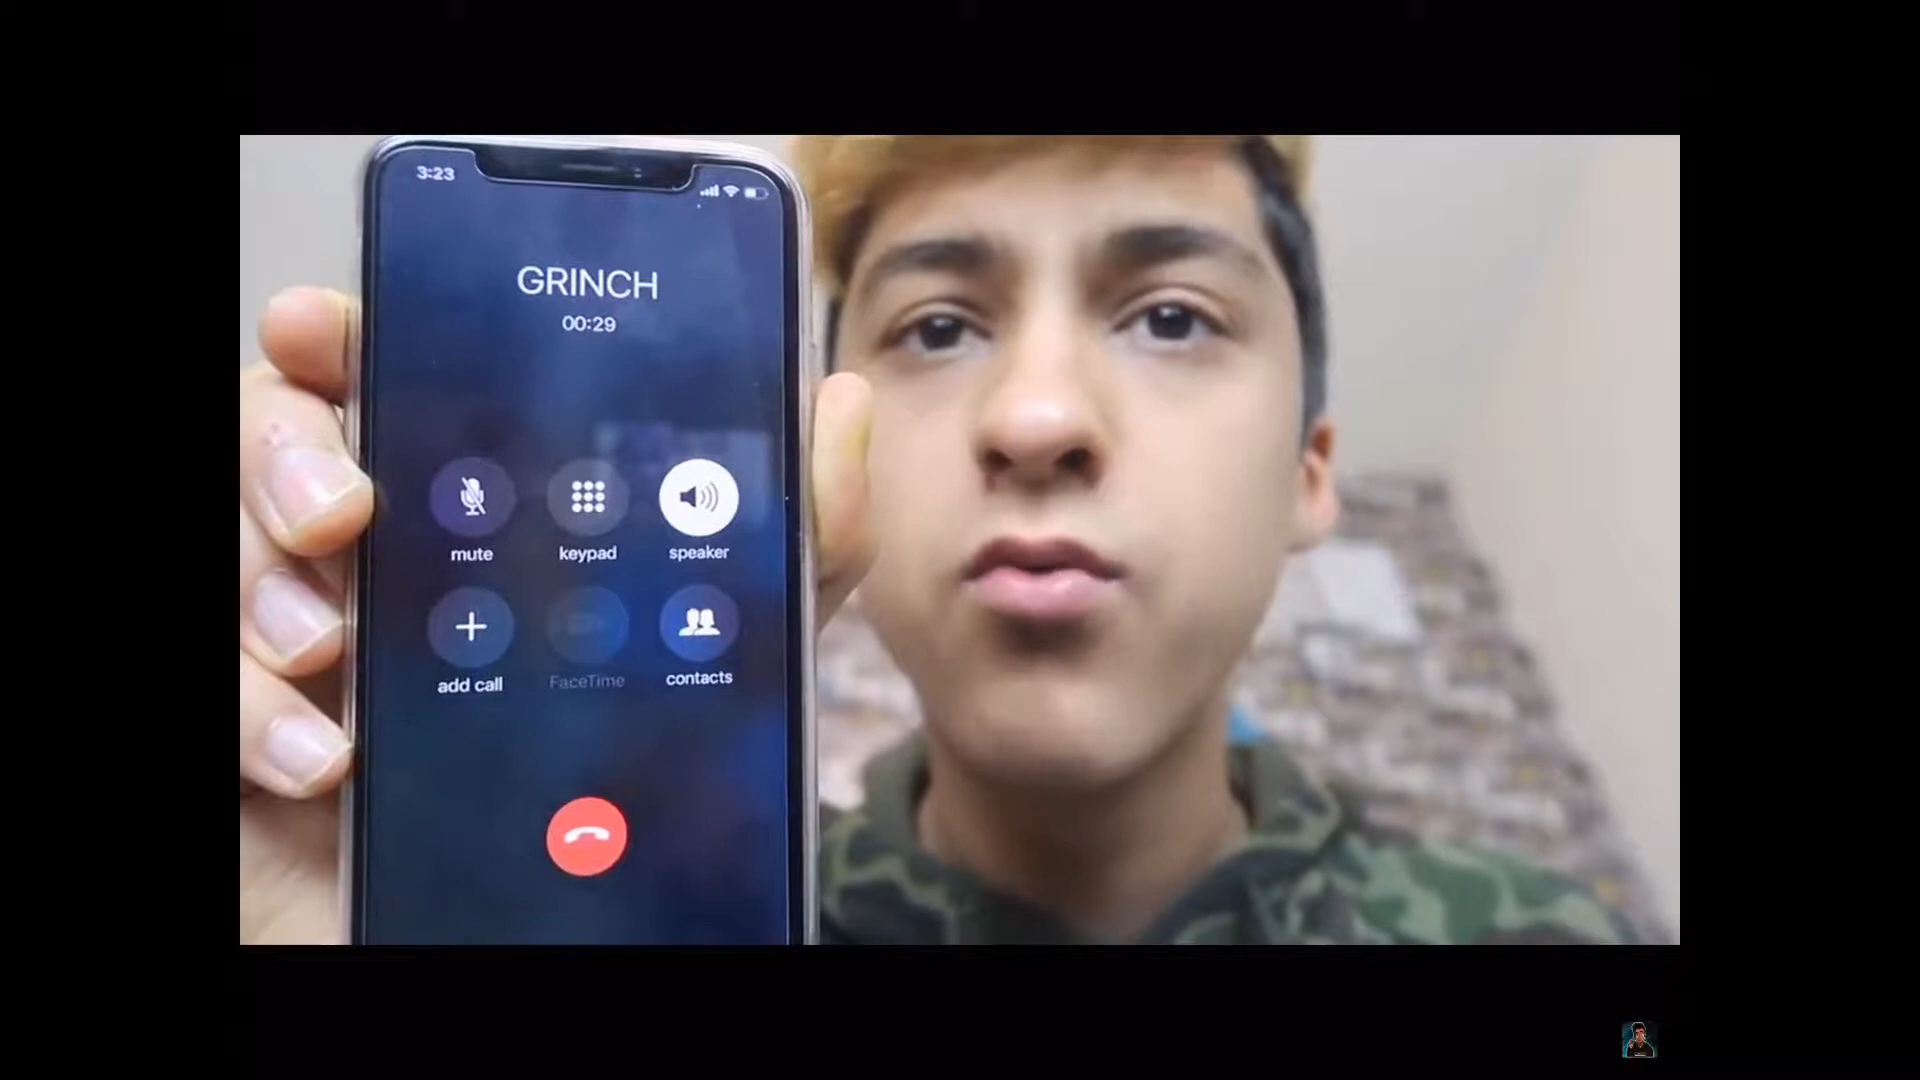 3:23
GRINCH
00:29
mute
keypad
speaker
add call
FaceTime
contacts